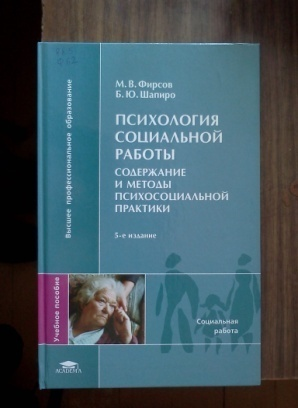 М. В. Фирсов
Б. Ю. Шапиро
ПСИХОЛОГИЯ
СОЦИАЛЬНОЙ
РАБОТЫ
СОДЕРЖАНИЕ
И МЕТОДЫ
ПСИХОСОЦИАЛЬНОЙ
ПРАКТИКИ
5-е издание
Высшее профессиональное образование
Учебное пособие
Социальная
работа
ACADEMA